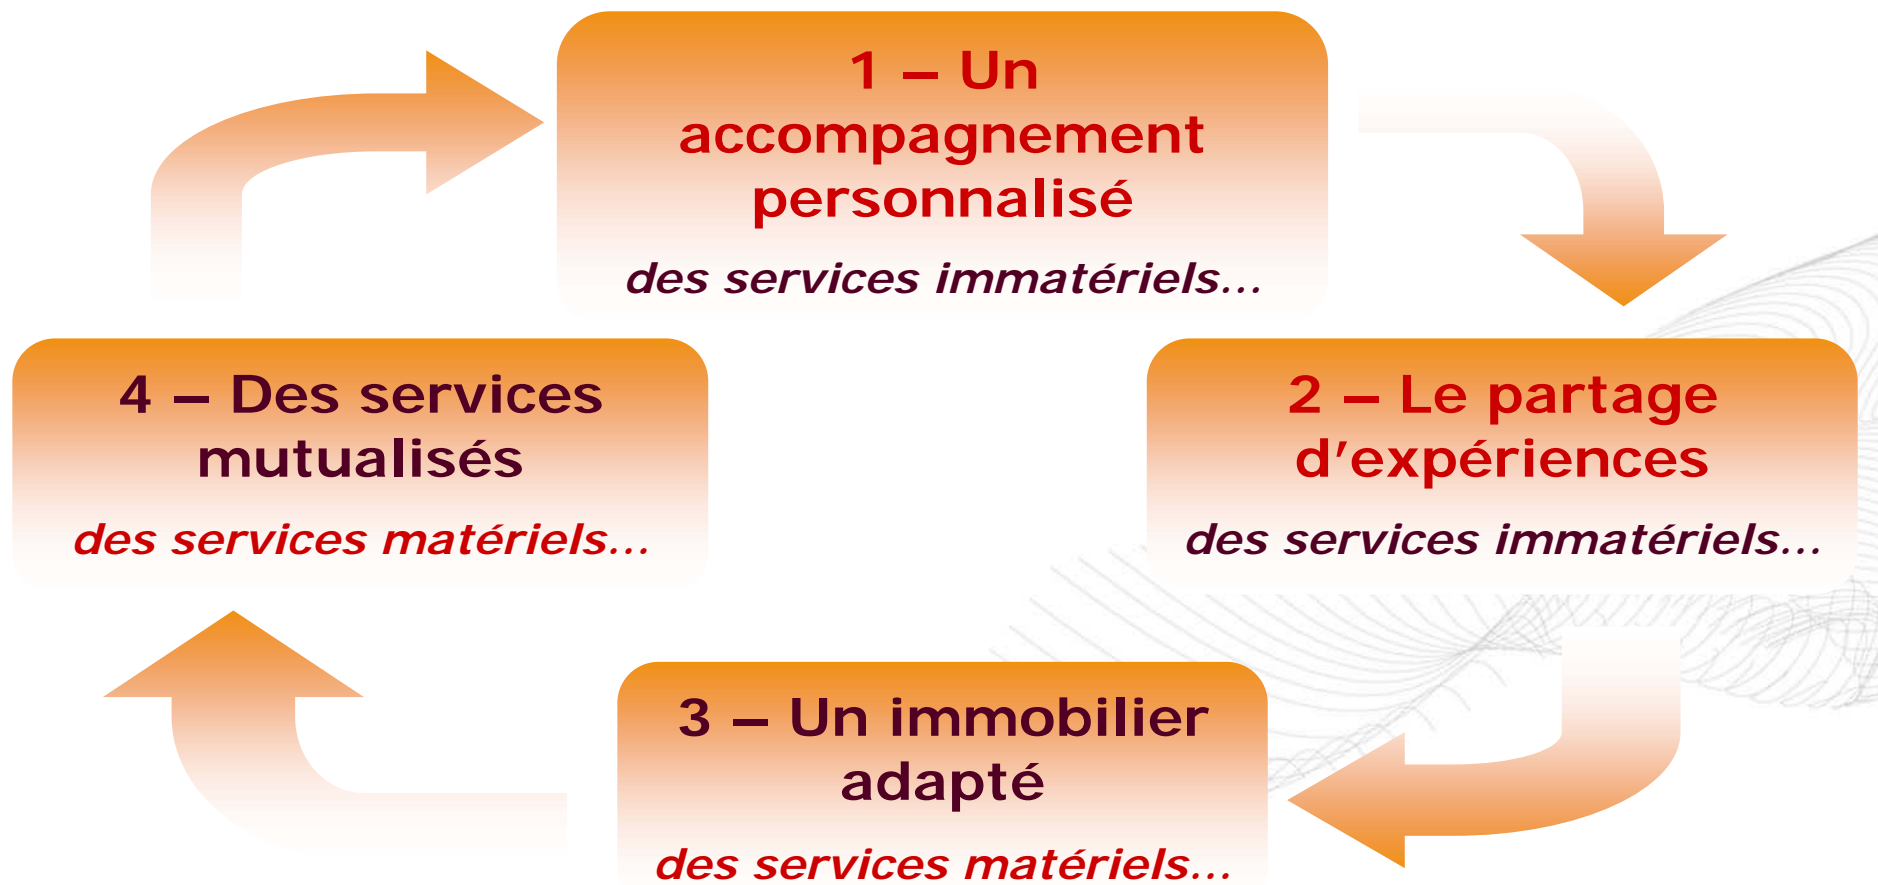 1 – Un
accompagnement
personnalisé
des services immatériels...
2 – Le partage
d’expériences
des services immatériels...
3 – Un immobilier
adapté
des services matériels...
4 – Des services
mutualisés
des services matériels...